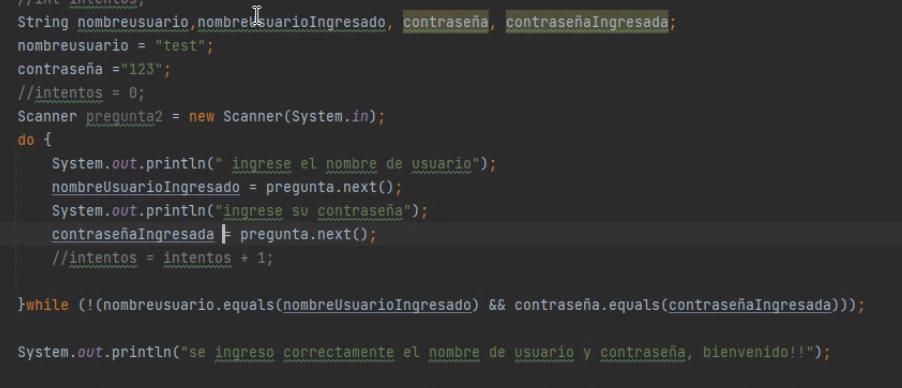 //int intentos;
String nombreusuario,nombreUsuarioIngresado, contraseña, contraseñaIngresada;
nombreusuario = "test";
contraseña ="123";
//intentos = 0;
Scanner pregunta2 = new Scanner(System.in);
do {
System.out.println(" ingrese el nombre de usuario");
nombreUsuarioIngresado = pregunta.next();
System.out.println("ingrese su contraseña");
contraseñaIngresada = pregunta.next();
//intentos = intentos + 1;
}while (!(nombreusuario.equals(nombreUsuarioIngresado) && contraseña.equals(contraseñaIngresada)));
System.out.println("se ingreso correctamente el nombre de usuario y contraseña, bienvenido!!");